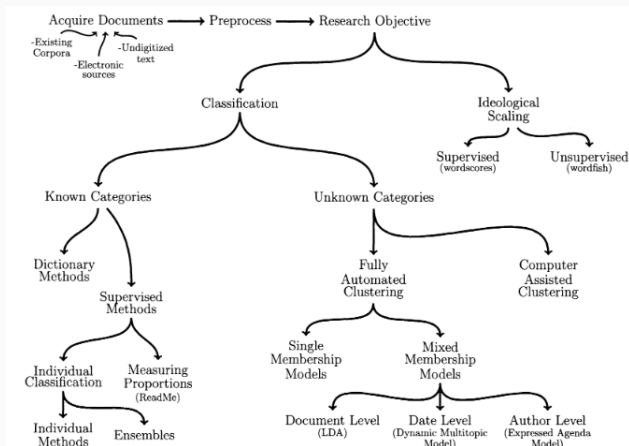 Acquire Documents
Preprocess
Research Objective
-Existing
Corpora
-Electronic
sources
-Undigitized
text
Classification
Ideological
Scaling
Supervised
(wordscores)
Unsupervised
(wordfish)
Known Categories
Unknown Categories
Dictionary
Methods
Supervised
Methods
Fully
Automated
Clustering
Computer
Assisted
Clustering
Individual
Classification
Measuring
Proportions
(ReadMe)
Single
Membership
Models
Mixed
Membership
Models
Individual
Methods
Ensembles
Document Level
(LDA)
Date Level
(Dynamic Multitopic
Model)
Author Level
(Expressed Agenda
Model)